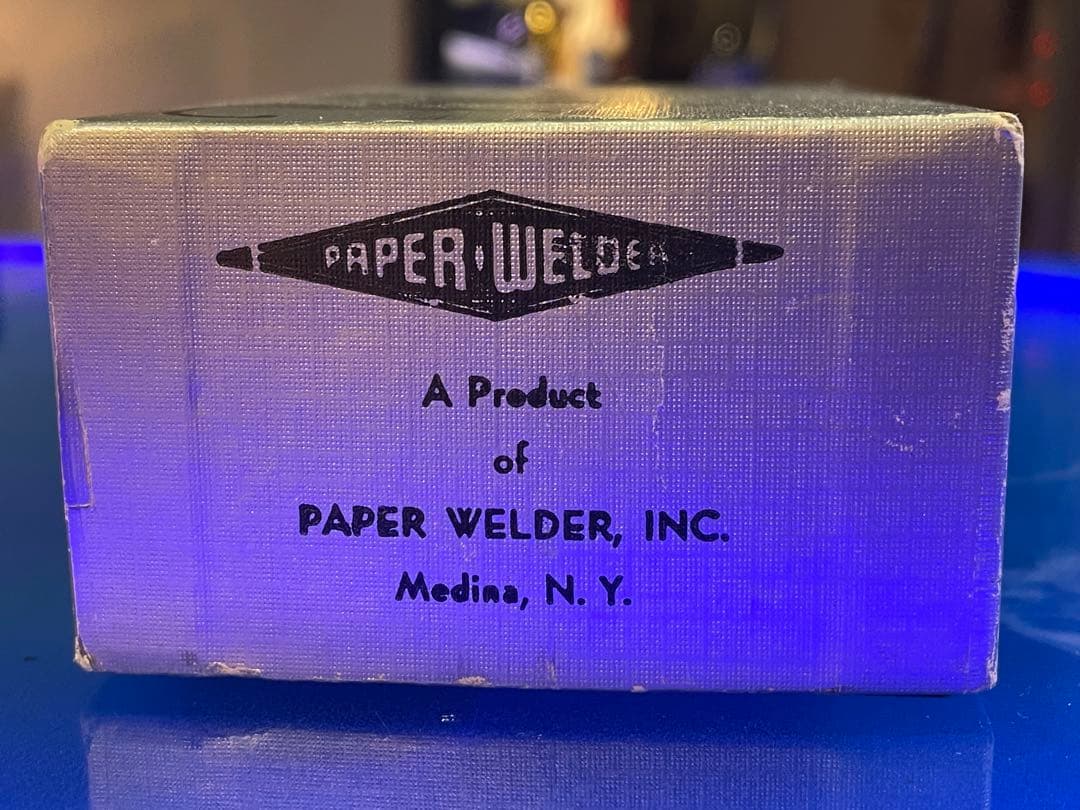 PAPER·WELDER
A Product
of
PAPER WELDER, INC.
Medina, N. Y.